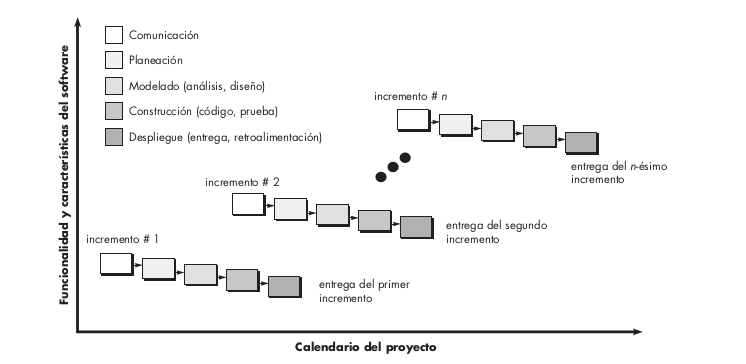 Funcionalidad y características del software
Comunicación
Planeación
Modelado (análisis, diseño)
Construcción (código, prueba)
Despliegue (entrega, retroalimentación)
incremento # n
entrega del n-ésimo
incremento
incremento # 2
entrega del segundo
incremento
incremento # 1
entrega del primer
incremento
Calendario del proyecto